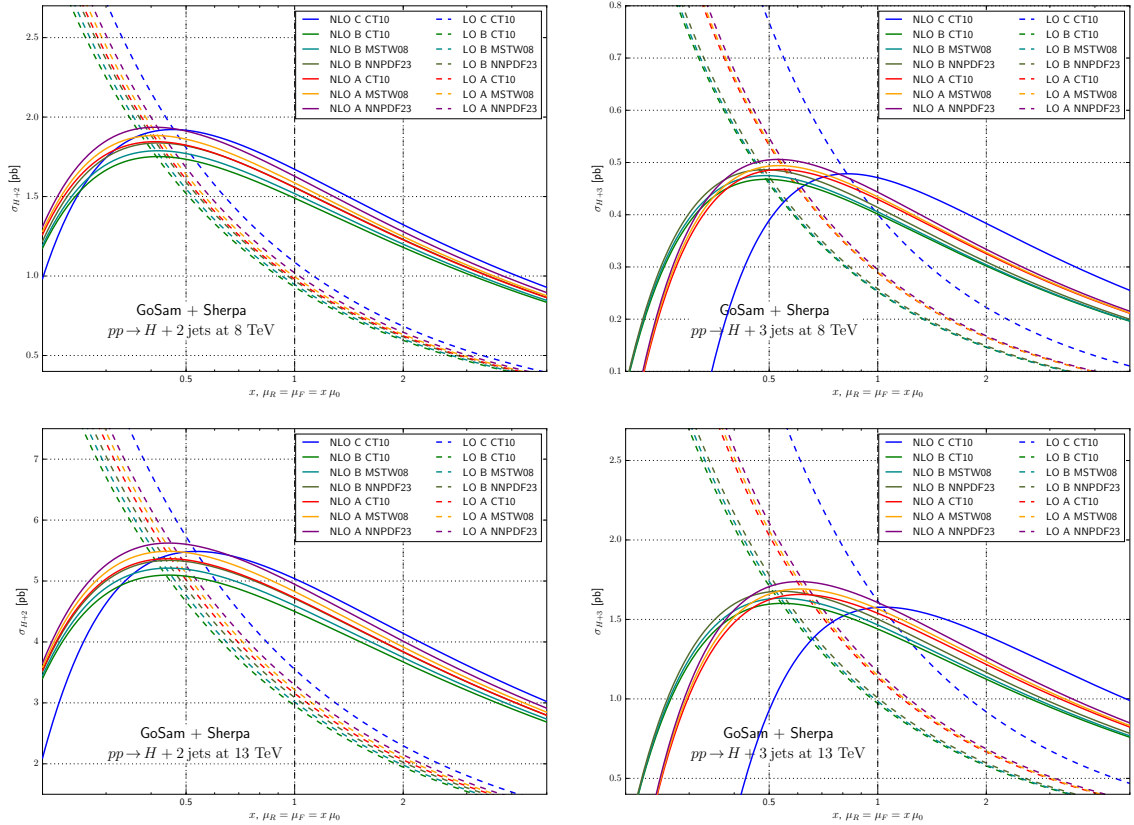 2.5
2.0
1.5
1.0
0.5
σH+2 [pb]
NLO C CT10 LO C CT10
NLO B CT10 LO B CT10
NLO B MSTW08 LO B MSTW08
NLO B NNPDF23 LO B NNPDF23
NLO A CT10 LO A CT10
NLO A MSTW08 LO A MSTW08
NLO A NNPDF23 LO A NNPDF23
GoSam + Sherpa
pp → H + 2 jets at 8 TeV
0.5 1 2
x, μR = μF = x μ0
0.8
0.7
0.6
0.5
0.4
0.3
0.2
0.1
σH+3 [pb]
NLO C CT10 LO C CT10
NLO B CT10 LO B CT10
NLO B MSTW08 LO B MSTW08
NLO B NNPDF23 LO B NNPDF23
NLO A CT10 LO A CT10
NLO A MSTW08 LO A MSTW08
NLO A NNPDF23 LO A NNPDF23
GoSam + Sherpa
pp → H + 3 jets at 8 TeV
0.5 1 2
x, μR = μF = x μ0
7
6
5
4
3
2
σH+2 [pb]
NLO C CT10 LO C CT10
NLO B CT10 LO B CT10
NLO B MSTW08 LO B MSTW08
NLO B NNPDF23 LO B NNPDF23
NLO A CT10 LO A CT10
NLO A MSTW08 LO A MSTW08
NLO A NNPDF23 LO A NNPDF23
GoSam + Sherpa
pp → H + 2 jets at 13 TeV
0.5 1 2
x, μR = μF = x μ0
2.5
2.0
1.5
1.0
0.5
σH+3 [pb]
NLO C CT10 LO C CT10
NLO B CT10 LO B CT10
NLO B MSTW08 LO B MSTW08
NLO B NNPDF23 LO B NNPDF23
NLO A CT10 LO A CT10
NLO A MSTW08 LO A MSTW08
NLO A NNPDF23 LO A NNPDF23
GoSam + Sherpa
pp → H + 3 jets at 13 TeV
0.5 1 2
x, μR = μF = x μ0